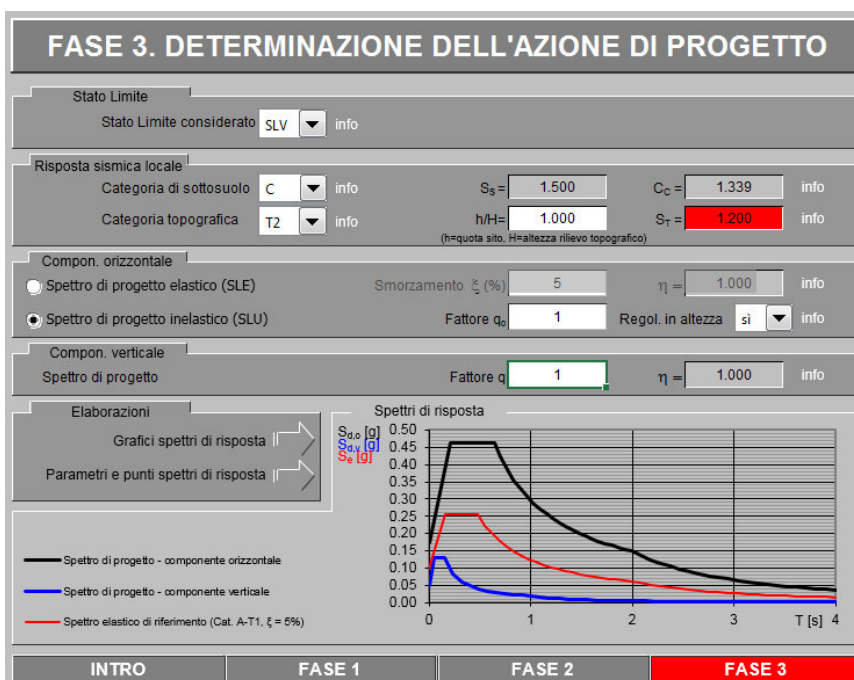 FASE 3. DETERMINAZIONE DELL'AZIONE DI PROGETTO
Stato Limite
Stato Limite considerato SLV info
Risposta sismica locale
Categoria di sottosuolo C info SS = 1.500 CC = 1.339 info
Categoria topografica T2 info h/H= 1.000 ST = 1.200 info
(h=quota sito, H=altezza rilievo topografico)
Compon. orizzontale
Spettro di progetto elastico (SLE) Smorzamento ξ (%) 5 η = 1.000 info
Spettro di progetto inelastico (SLU) Fattore qo 1 Regol. in altezza sì info
Compon. verticale
Spettro di progetto Fattore q 1 η = 1.000 info
Elaborazioni
Grafici spettri di risposta
Parametri e punti spettri di risposta
Spettri di risposta
Sd,o [g]
Sd,v [g]
Se [g]
0.50
0.45
0.40
0.35
0.30
0.25
0.20
0.15
0.10
0.05
0.00
0 1 2 3 T [s] 4
Spettro di progetto - componente orizzontale
Spettro di progetto - componente verticale
Spettro elastico di riferimento (Cat. A-T1, ξ = 5%)
INTRO FASE 1 FASE 2 FASE 3